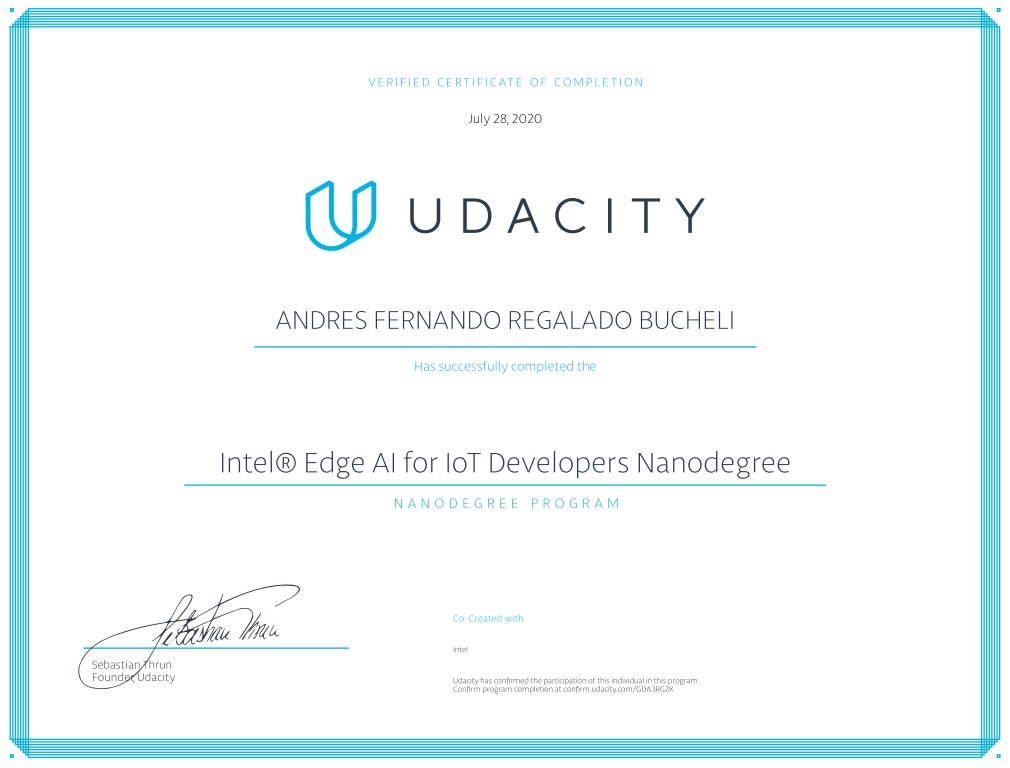 VERIFIED CERTIFICATE OF COMPLETION
July 28, 2020
UDACITY
ANDRES FERNANDO REGALADO BUCHELI
Has successfully completed the
Intel® Edge AI for IoT Developers Nanodegree
NANODEGREE PROGRAM
Sebastian Thrun
Sebastian Thrun
Founder, Udacity
Co-Created with
Intel
Udacity has confirmed the participation of this individual in this program.
Confirm program completion at confirm.udacity.com/GDA3RGZK